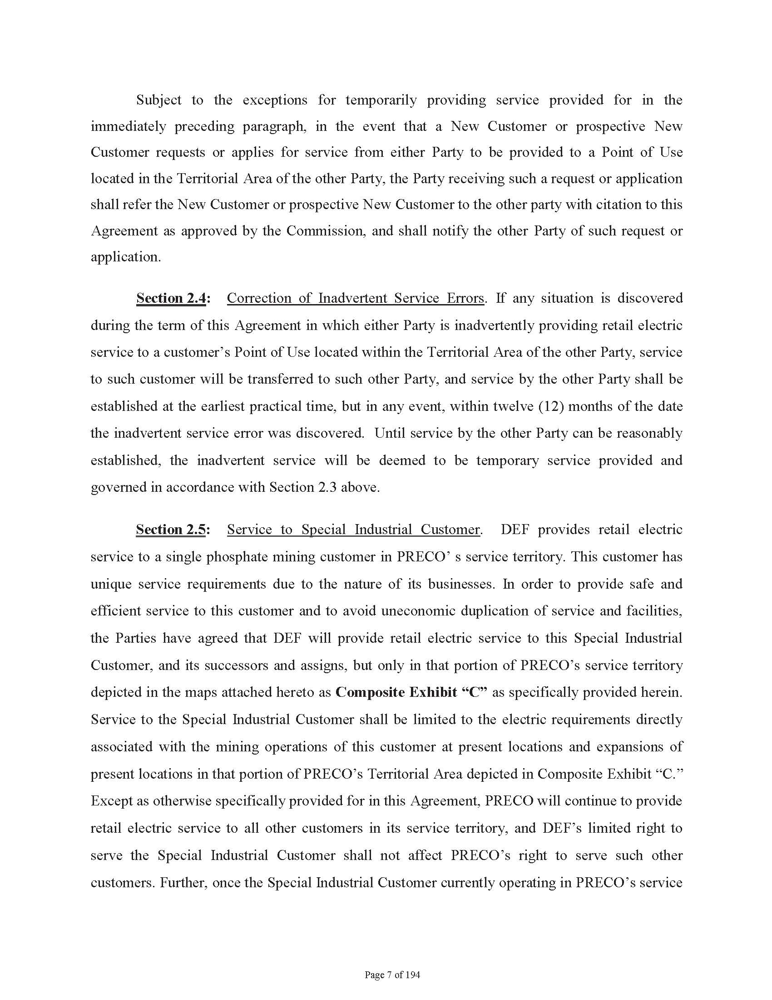 Subject to the exceptions for temporarily providing service provided for in the
immediately preceding paragraph, in the event that a New Customer or prospective New
Customer requests or applies for service from either Party to be provided to a Point of Use
located in the Territorial Area of the other Party, the Party receiving such a request or application
shall refer the New Customer or prospective New Customer to the other party with citation to this
Agreement as approved by the Commission, and shall notify the other Party of such request or
application.
Section 2.4: Correction of Inadvertent Service Errors. If any situation is discovered
during the term of this Agreement in which either Party is inadvertently providing retail electric
service to a customer’s Point of Use located within the Territorial Area of the other Party, service
to such customer will be transferred to such other Party, and service by the other Party shall be
established at the earliest practical time, but in any event, within twelve (12) months of the date
the inadvertent service error was discovered. Until service by the other Party can be reasonably
established, the inadvertent service will be deemed to be temporary service provided and
governed in accordance with Section 2.3 above.
Section 2.5: Service to Special Industrial Customer. DEF provides retail electric
service to a single phosphate mining customer in PRECO’ s service territory. This customer has
unique service requirements due to the nature of its businesses. In order to provide safe and
efficient service to this customer and to avoid uneconomic duplication of service and facilities,
the Parties have agreed that DEF will provide retail electric service to this Special Industrial
Customer, and its successors and assigns, but only in that portion of PRECO’s service territory
depicted in the maps attached hereto as Composite Exhibit “C” as specifically provided herein.
Service to the Special Industrial Customer shall be limited to the electric requirements directly
associated with the mining operations of this customer at present locations and expansions of
present locations in that portion of PRECO’s Territorial Area depicted in Composite Exhibit “C.”
Except as otherwise specifically provided for in this Agreement, PRECO will continue to provide
retail electric service to all other customers in its service territory, and DEF’s limited right to
serve the Special Industrial Customer shall not affect PRECO’s right to serve such other
customers. Further, once the Special Industrial Customer currently operating in PRECO’s service
Page 7 of 194